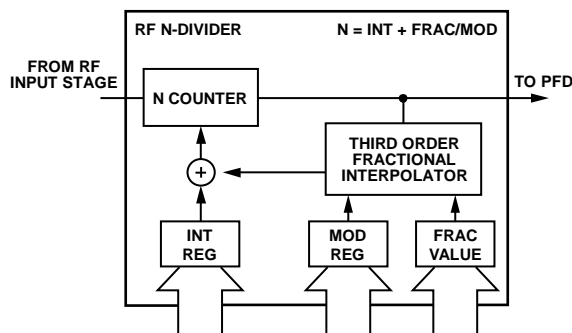 RF N-DIVIDER
N = INT + FRAC/MOD
FROM RF
INPUT STAGE
TO PFD
N COUNTER
THIRD ORDER
FRACTIONAL
INTERPOLATOR
+
INT
REG
MOD
REG
FRAC
VALUE